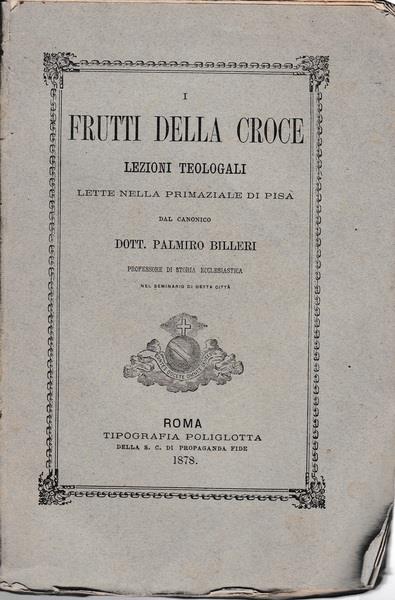 I
FRUTTI DELLA CROCE
LEZIONI TEOLOGALI
LETTE NELLA PRIMAZIALE DI PISA
DAL CANONICO
DOTT. PALMIRO BILLERI
PROFESSORE DI STORIA ECCLESIASTICA
NEL SEMINARIO DI DETTA CITTÀ
ROMA
TIPOGRAFIA POLIGLOTTA
DELLA S. C. DI PROPAGANDA FIDE
1878.